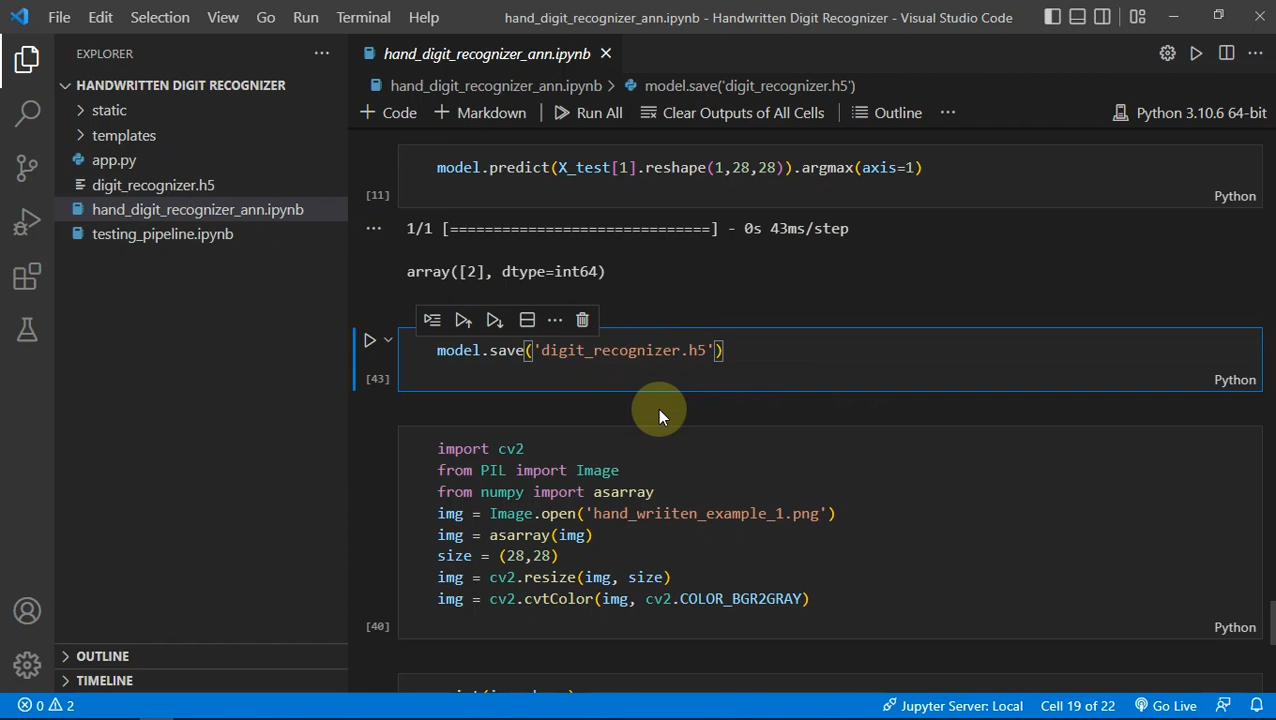 File Edit Selection View Go Run Terminal Help hand_digit_recognizer_ann.ipynb - Handwritten Digit Recognizer - Visual Studio Code
EXPLORER
HANDWRITTEN DIGIT RECOGNIZER
static
templates
app.py
digit_recognizer.h5
hand_digit_recognizer_ann.ipynb
testing_pipeline.ipynb
OUTLINE
TIMELINE
hand_digit_recognizer_ann.ipynb
hand_digit_recognizer_ann.ipynb > model.save('digit_recognizer.h5')
+ Code + Markdown Run All Clear Outputs of All Cells Outline ... Python 3.10.6 64-bit
model.predict(X_test[1].reshape(1,28,28)).argmax(axis=1)
[11] Python
1/1 [==============================] - 0s 43ms/step
array([2], dtype=int64)
model.save('digit_recognizer.h5')
[43] Python
import cv2
from PIL import Image
from numpy import asarray
img = Image.open('hand_wriiten_example_1.png')
img = asarray(img)
size = (28,28)
img = cv2.resize(img, size)
img = cv2.cvtColor(img, cv2.COLOR_BGR2GRAY)
[40] Python
0 2 Jupyter Server: Local Cell 19 of 22 Go Live